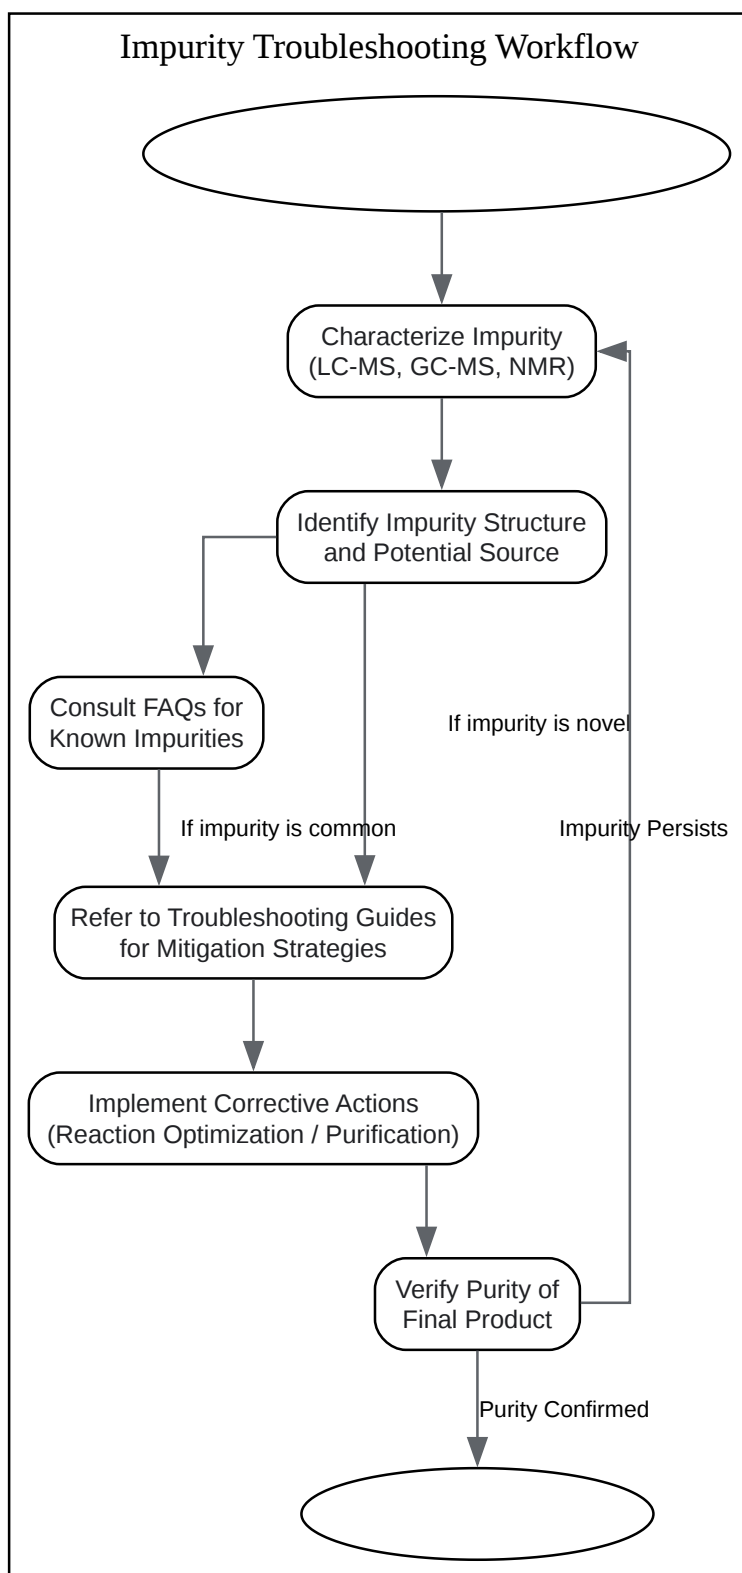 Impurity Troubleshooting Workflow
Characterize Impurity
(LC-MS, GC-MS, NMR)
Identify Impurity Structure
and Potential Source
Consult FAQs for
Known Impurities
If impurity is novel
If impurity is common
Impurity Persists
Refer to Troubleshooting Guides
for Mitigation Strategies
Implement Corrective Actions
(Reaction Optimization / Purification)
Verify Purity of
Final Product
Purity Confirmed